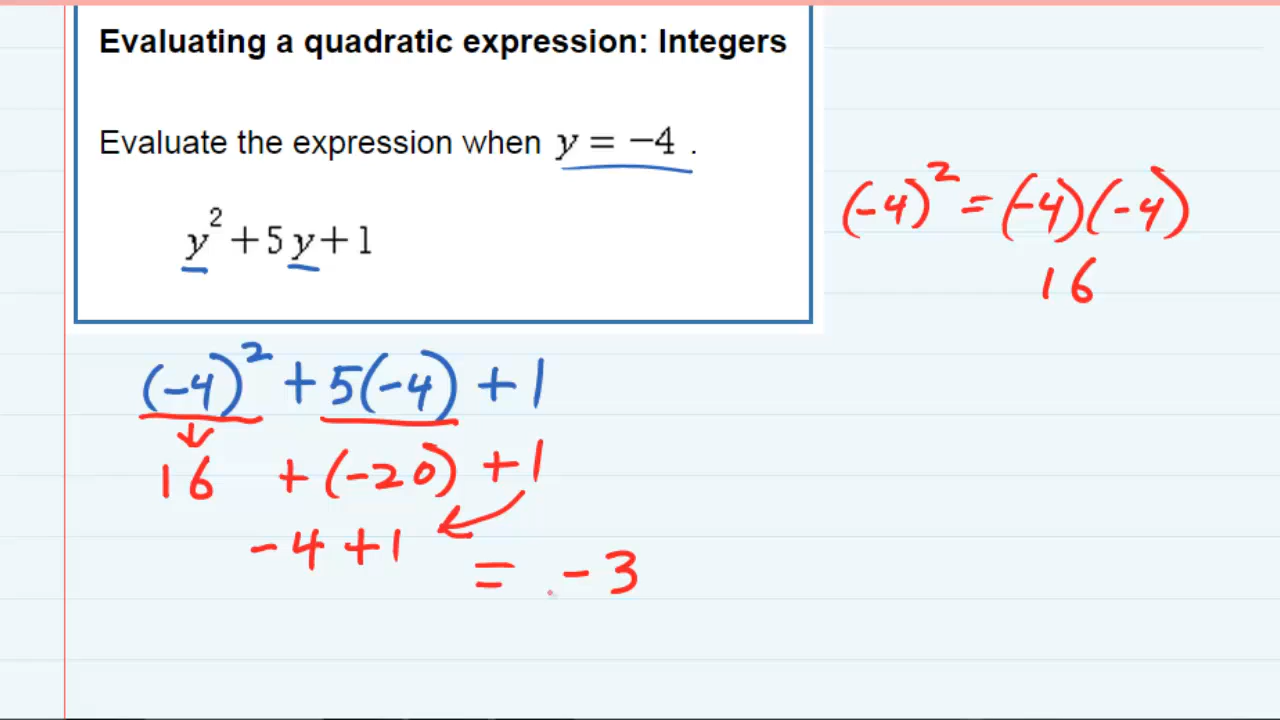 Evaluating a quadratic expression: Integers
Evaluate the expression when y = −4 .
y² + 5y + 1
(-4)² = (-4)(-4)
16
(-4)² + 5(-4) + 1
16 + (-20) + 1
-4 + 1
= -3